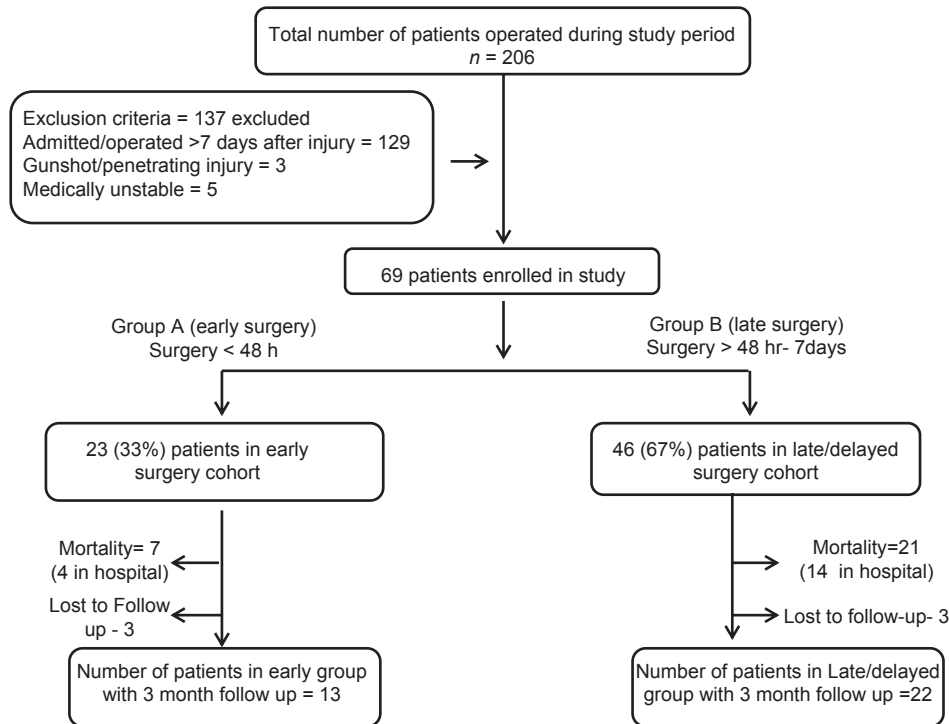 Total number of patients operated during study period
n = 206
Exclusion criteria = 137 excluded
Admitted/operated >7 days after injury = 129
Gunshot/penetrating injury = 3
Medically unstable = 5
69 patients enrolled in study
Group A (early surgery)
Surgery < 48 h
Group B (late surgery)
Surgery > 48 hr- 7days
23 (33%) patients in early
surgery cohort
46 (67%) patients in late/delayed
surgery cohort
Mortality= 7
(4 in hospital)
Mortality=21
(14 in hospital)
Lost to Follow
up - 3
Lost to follow-up- 3
Number of patients in early group
with 3 month follow up = 13
Number of patients in Late/delayed
group with 3 month follow up =22